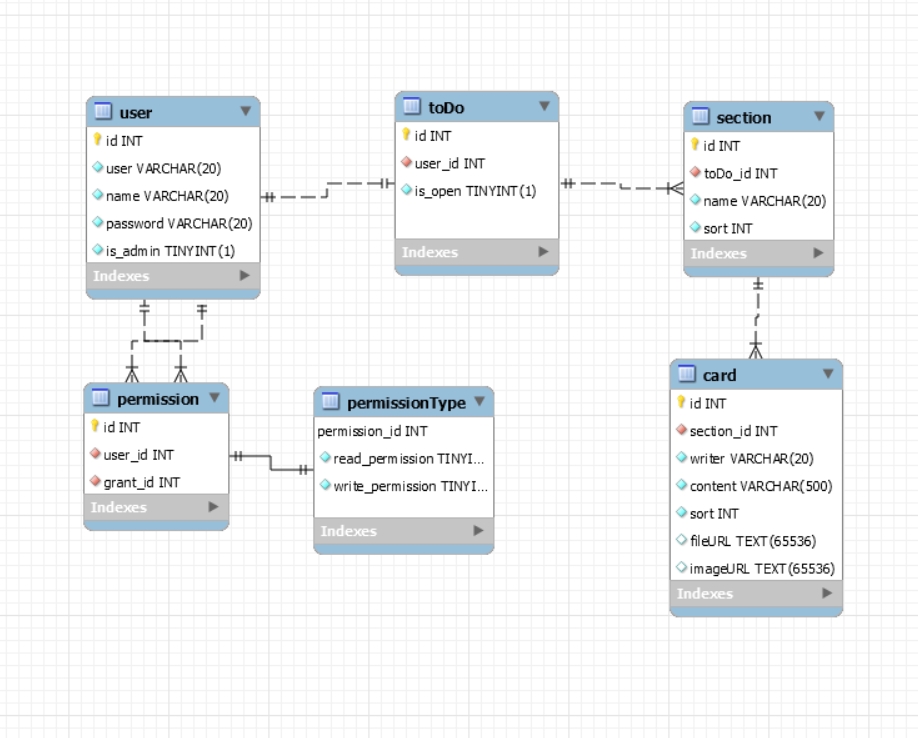 user
id INT
user VARCHAR(20)
name VARCHAR(20)
password VARCHAR(20)
is_admin TINYINT(1)
Indexes
toDo
id INT
user_id INT
is_open TINYINT(1)
Indexes
section
id INT
toDo_id INT
name VARCHAR(20)
sort INT
Indexes
permission
id INT
user_id INT
grant_id INT
Indexes
permissionType
permission_id INT
read_permission TINYI...
write_permission TINYI...
Indexes
card
id INT
section_id INT
writer VARCHAR(20)
content VARCHAR(500)
sort INT
fileURL TEXT(65536)
imageURL TEXT(65536)
Indexes